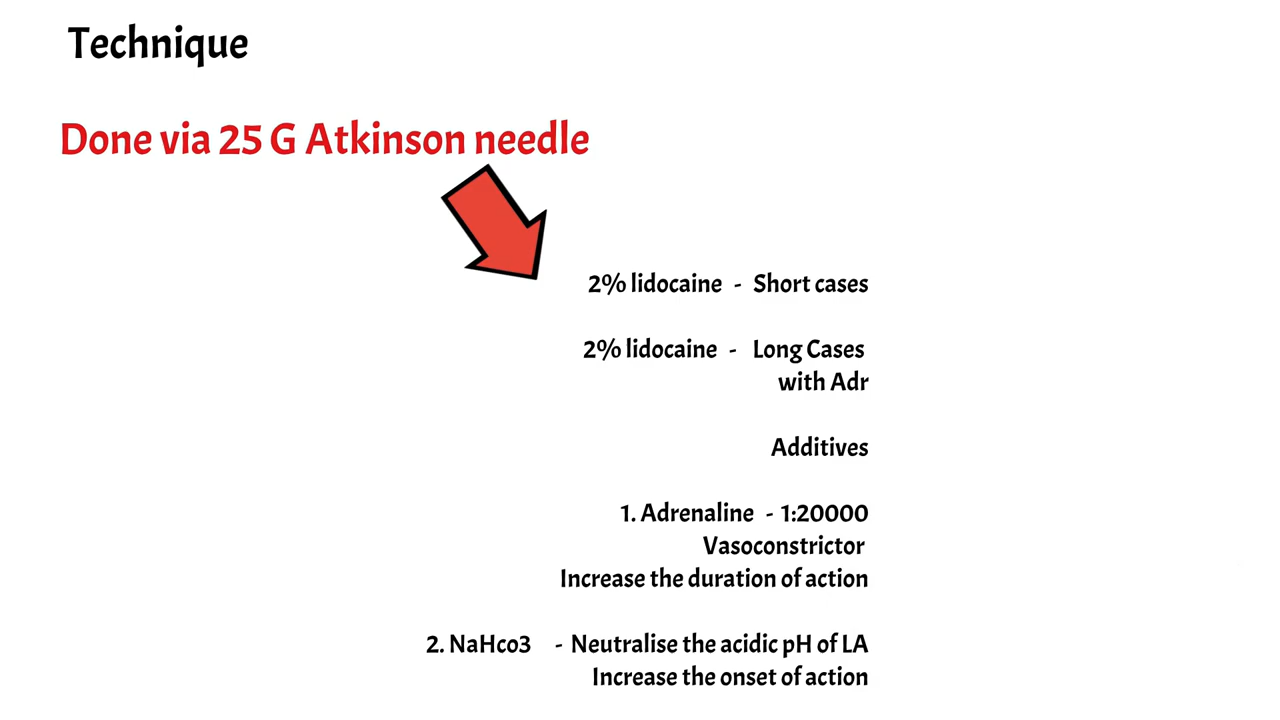 Technique
Done via 25 G Atkinson needle
2% lidocaine - Short cases
2% lidocaine - Long Cases
with Adr
Additives
1. Adrenaline - 1:20000
Vasoconstrictor
Increase the duration of action
2. NaHco3 - Neutralise the acidic pH of LA
Increase the onset of action